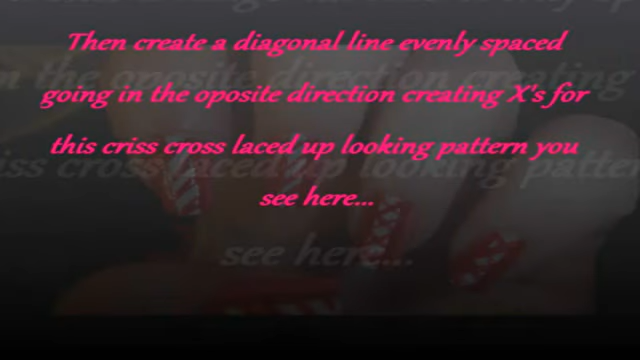 Then create a diagonal line evenly spaced
going in the oposite direction creating X's for
this criss cross laced up looking pattern you
see here...